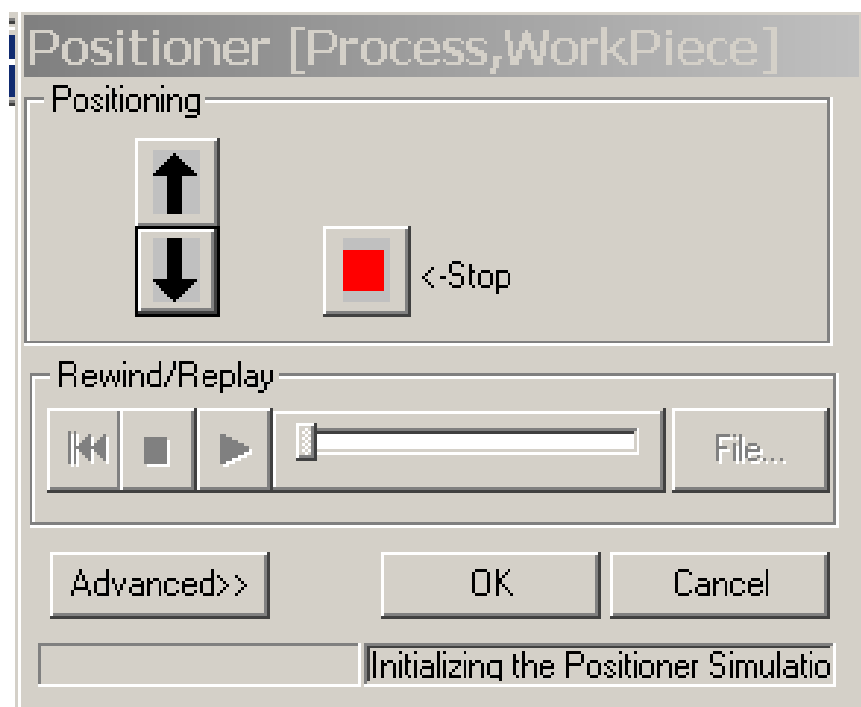 Positioner [Process,WorkPiece]
Positioning
<-Stop
Rewind/Replay
File...
Advanced>>
OK
Cancel
Initializing the Positioner Simulatio